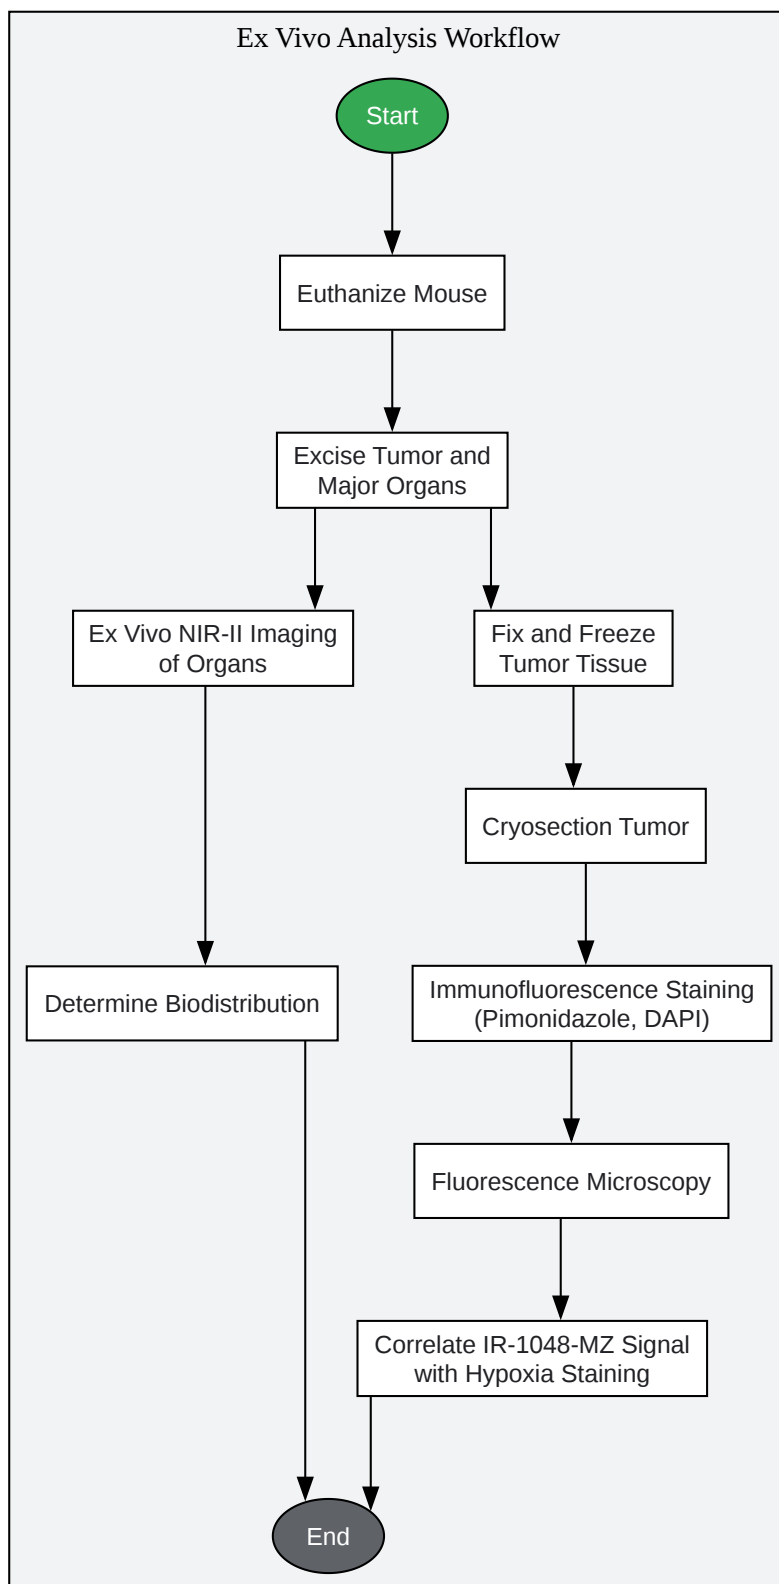 Ex Vivo Analysis Workflow
Start
Euthanize Mouse
Excise Tumor and
Major Organs
Ex Vivo NIR-II Imaging
of Organs
Fix and Freeze
Tumor Tissue
Cryosection Tumor
Determine Biodistribution
Immunofluorescence Staining
(Pimonidazole, DAPI)
Fluorescence Microscopy
Correlate IR-1048-MZ Signal
with Hypoxia Staining
End